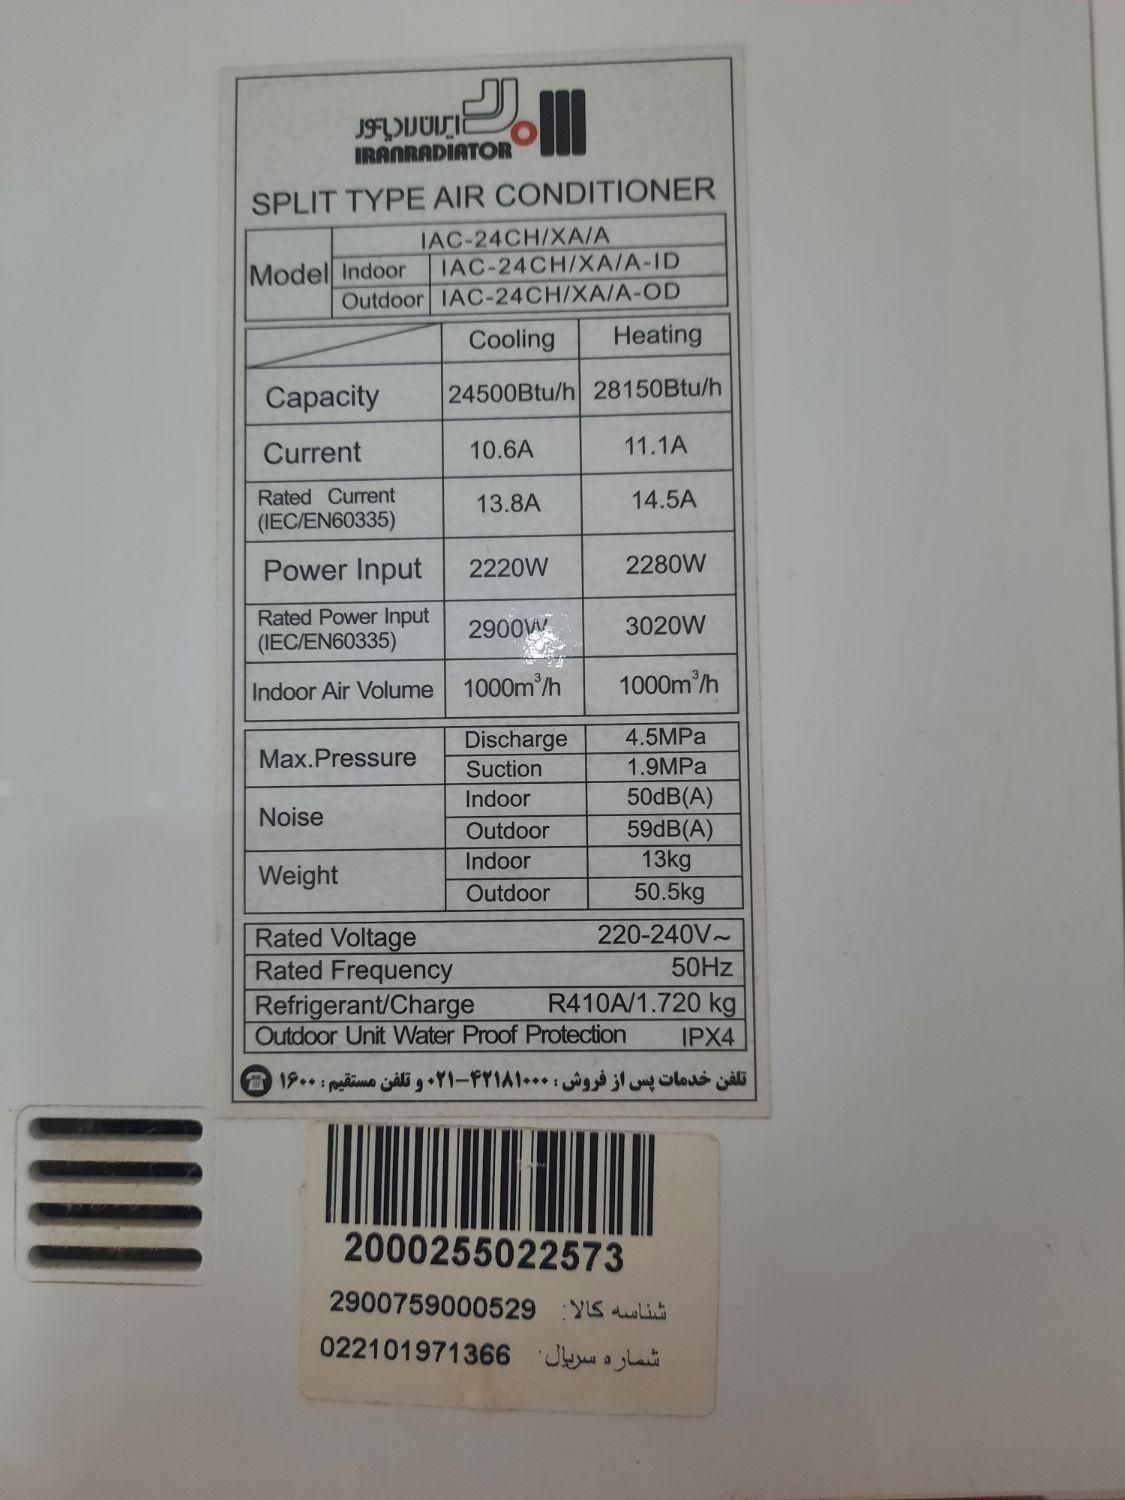 ایران رادیاتور
IRANRADIATOR
SPLIT TYPE AIR CONDITIONER
Model IAC-24CH/XA/A
Indoor IAC-24CH/XA/A-ID
Outdoor IAC-24CH/XA/A-OD
Cooling Heating
Capacity 24500Btu/h 28150Btu/h
Current 10.6A 11.1A
Rated Current (IEC/EN60335) 13.8A 14.5A
Power Input 2220W 2280W
Rated Power Input (IEC/EN60335) 2900W 3020W
Indoor Air Volume 1000m³/h 1000m³/h
Max.Pressure Discharge 4.5MPa
Suction 1.9MPa
Noise Indoor 50dB(A)
Outdoor 59dB(A)
Weight Indoor 13kg
Outdoor 50.5kg
Rated Voltage 220-240V~
Rated Frequency 50Hz
Refrigerant/Charge R410A/1.720 kg
Outdoor Unit Water Proof Protection IPX4
تلفن خدمات پس از فروش : ۴۲۱۸۱۰۰۰-۰۲۱ و تلفن مستقیم : ۱۶۰۰
2000255022573
شناسه کالا: 2900759000529
شماره سریال: 022101971366